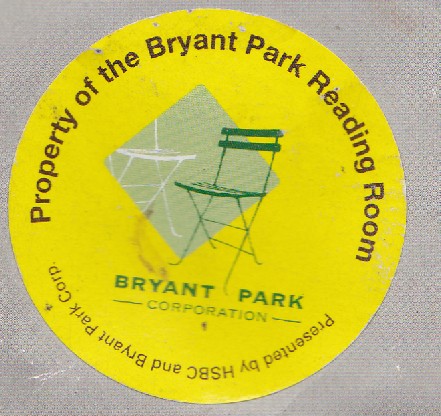 Property of the Bryant Park Reading Room
BRYANT PARK
CORPORATION
Presented by HSBC and Bryant Park Corp.